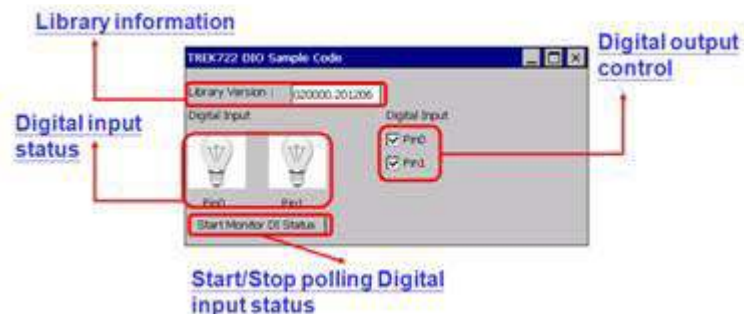 Library information
TREK722 DIO Sample Code
Digital output
control
Library Version :
020000.201206
Digital Input
Digital Input
Digital input
status
Pin0
Pin1
Pin0
Pin1
Start Monitor DI Status
Start/Stop polling Digital
input status